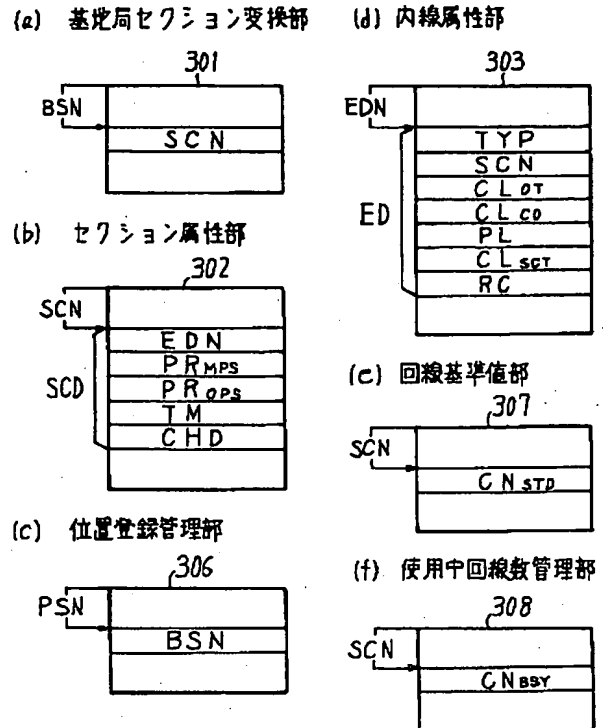 (a) 基地局セクション変換部
301
BSN
SCN
(b) セクション属性部
302
SCN
EDN
PRMPS
PROPS
TM
CHD
SCD
(c) 位置登録管理部
306
PSN
BSN
(d) 内線属性部
303
EDN
TYP
SCN
CLOT
CLCO
PL
CLSCT
RC
ED
(e) 回線基準値部
307
SCN
CNSTD
(f) 使用中回線数管理部
308
SCN
CNBSY